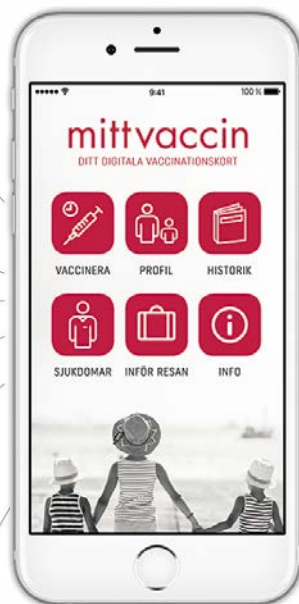 9:41
100 %
mittvaccin
DITT DIGITALA VACCINATIONSKORT
VACCINERA PROFIL HISTORIK
SJUKDOMAR INFÖR RESAN INFO